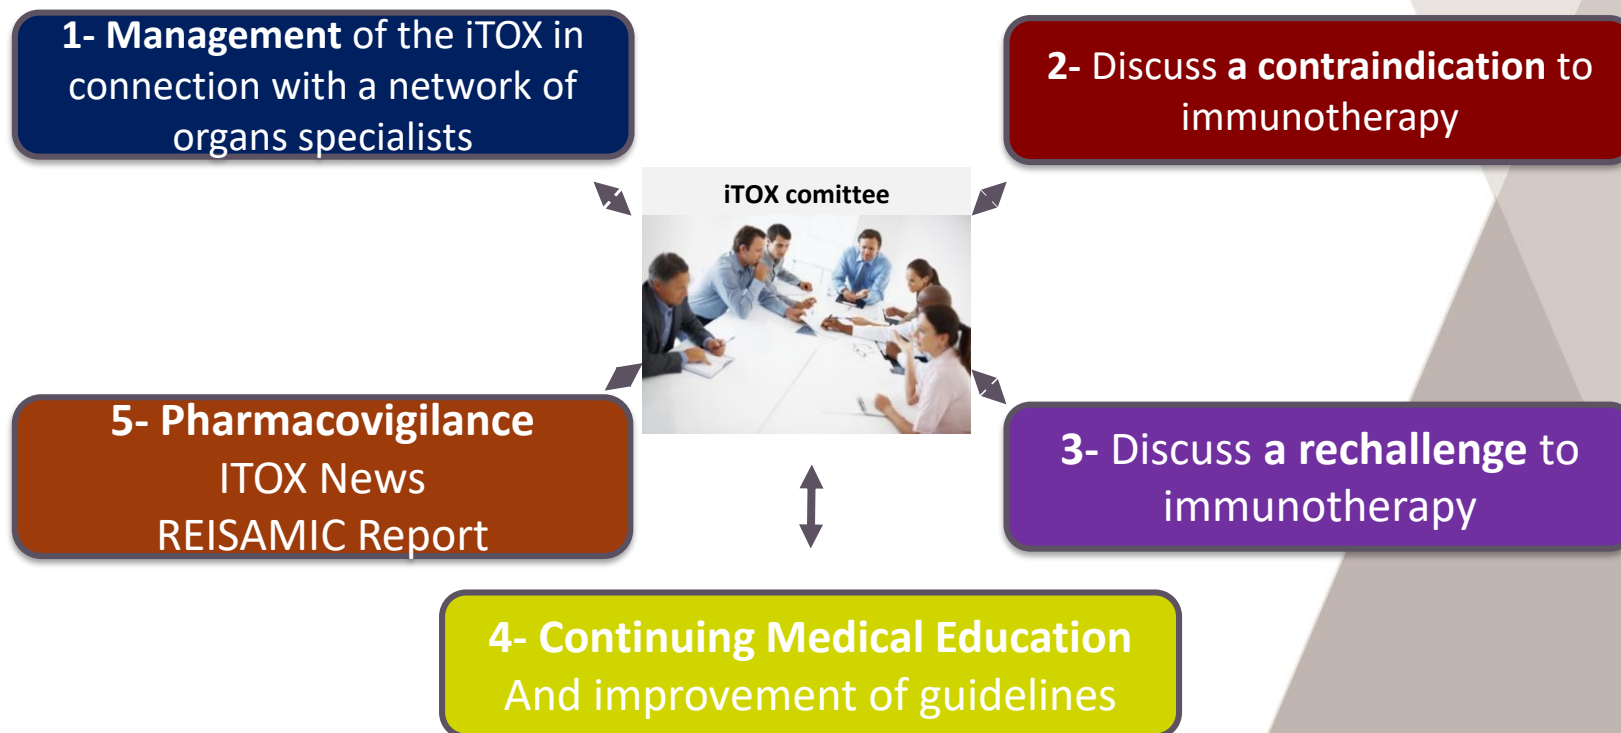 1- Management of the iTOX in
connection with a network of
organs specialists
2- Discuss a contraindication to
immunotherapy
iTOX comittee
5- Pharmacovigilance
ITOX News
REISAMIC Report
3- Discuss a rechallenge to
immunotherapy
4- Continuing Medical Education
And improvement of guidelines